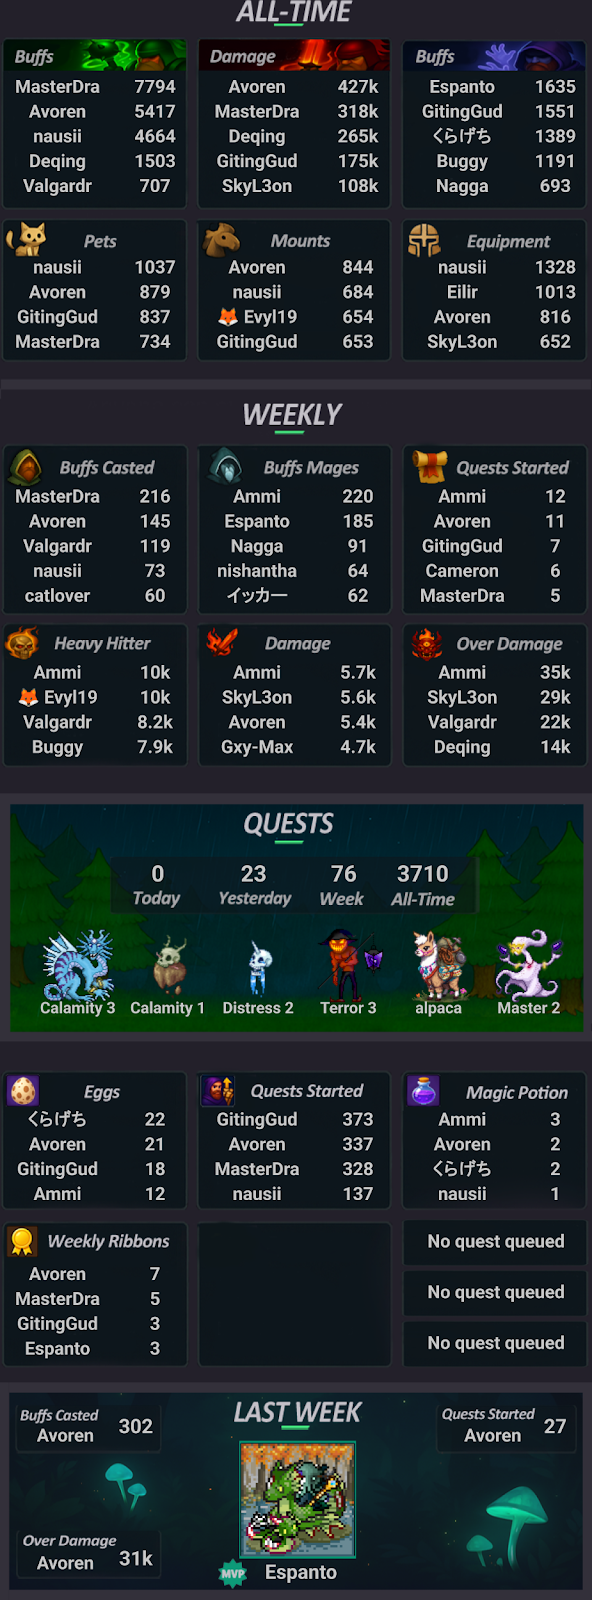 ALL-TIME
Buffs
MasterDra 7794
Avoren 5417
nausii 4664
Deqing 1503
Valgardr 707
Damage
Avoren 427k
MasterDra 318k
Deqing 265k
GitingGud 175k
SkyL3on 108k
Buffs
Espanto 1635
GitingGud 1551
くらげち 1389
Buggy 1191
Nagga 693
Pets
nausii 1037
Avoren 879
GitingGud 837
MasterDra 734
Mounts
Avoren 844
nausii 684
🦊 Evyl19 654
GitingGud 653
Equipment
nausii 1328
Eilir 1013
Avoren 816
SkyL3on 652
WEEKLY
Buffs Casted
MasterDra 216
Avoren 145
Valgardr 119
nausii 73
catlover 60
Buffs Mages
Ammi 220
Espanto 185
Nagga 91
nishantha 64
イッカー 62
Quests Started
Ammi 12
Avoren 11
GitingGud 7
Cameron 6
MasterDra 5
Heavy Hitter
Ammi 10k
🦊 Evyl19 10k
Valgardr 8.2k
Buggy 7.9k
Damage
Ammi 5.7k
SkyL3on 5.6k
Avoren 5.4k
Gxy-Max 4.7k
Over Damage
Ammi 35k
SkyL3on 29k
Valgardr 22k
Deqing 14k
QUESTS
0 23 76 3710
Today Yesterday Week All-Time
Calamity 3 Calamity 1 Distress 2 Terror 3 alpaca Master 2
Eggs
くらげち 22
Avoren 21
GitingGud 18
Ammi 12
Quests Started
GitingGud 373
Avoren 337
MasterDra 328
nausii 137
Magic Potion
Ammi 3
Avoren 2
くらげち 2
nausii 1
Weekly Ribbons
Avoren 7
MasterDra 5
GitingGud 3
Espanto 3
No quest queued
No quest queued
No quest queued
LAST WEEK
Buffs Casted
Avoren 302
Quests Started
Avoren 27
Over Damage
Avoren 31k
MVP Espanto